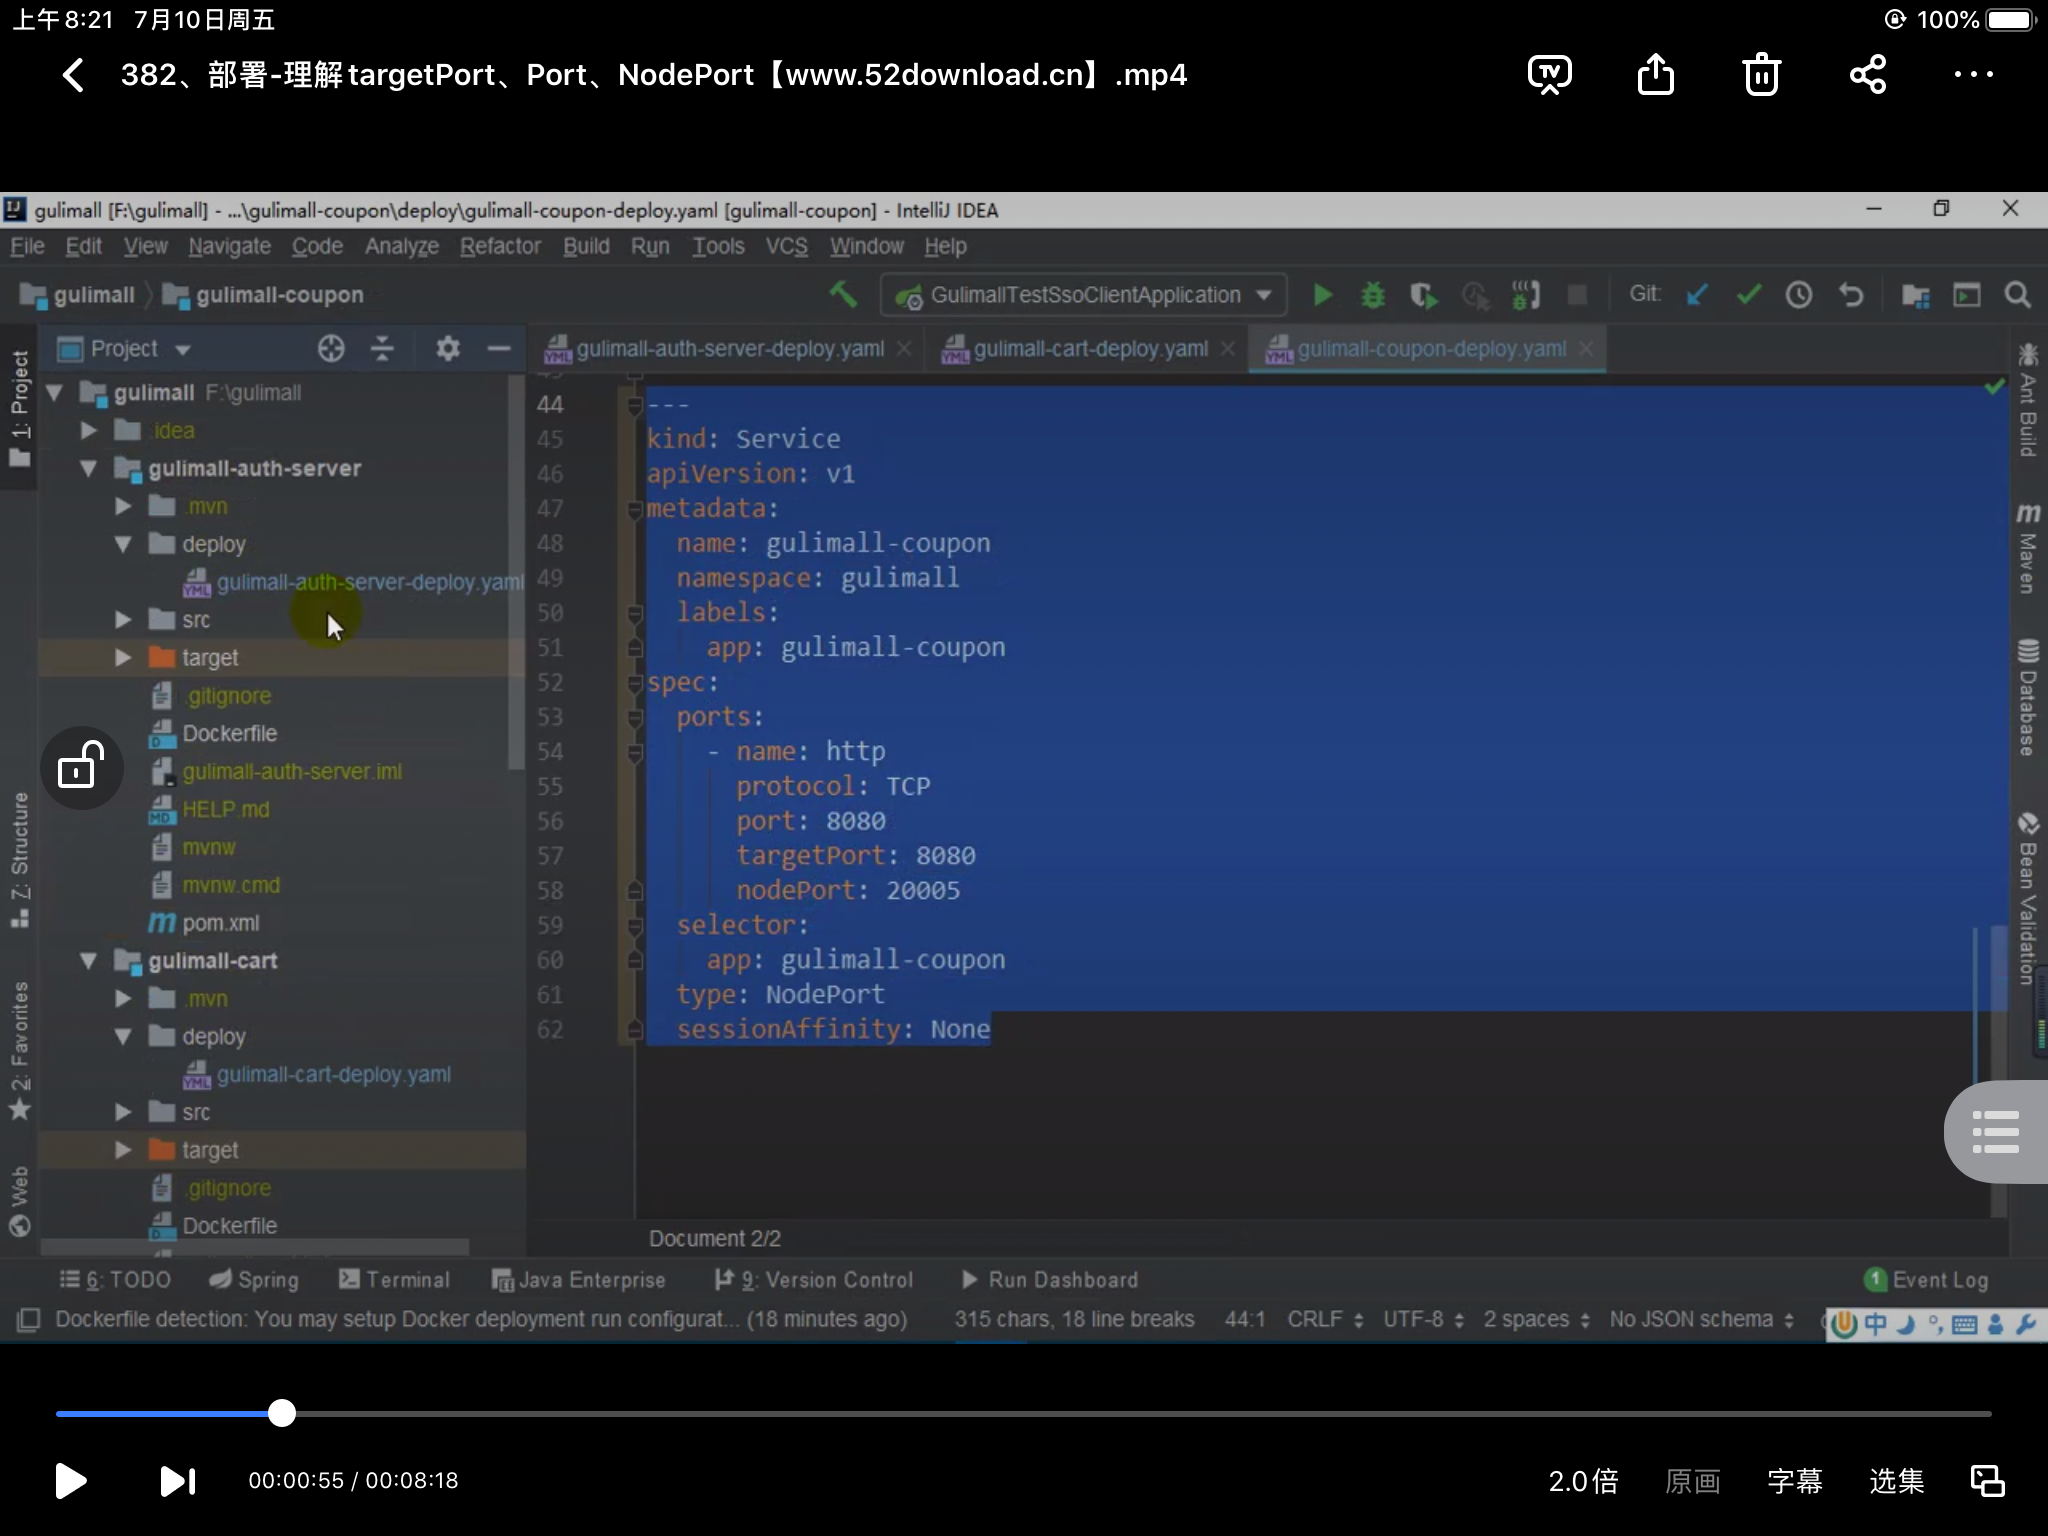 上午8:21 7月10日周五 100%
382、部署-理解targetPort、Port、NodePort【www.52download.cn】.mp4
gulimall [F:\gulimall] - ...\gulimall-coupon\deploy\gulimall-coupon-deploy.yaml [gulimall-coupon] - IntelliJ IDEA
File Edit View Navigate Code Analyze Refactor Build Run Tools VCS Window Help
gulimall gulimall-coupon GulimallTestSsoClientApplication Git:
Project gulimall-auth-server-deploy.yaml gulimall-cart-deploy.yaml gulimall-coupon-deploy.yaml
1: Project
7: Structure
2: Favorites
Web
gulimall F:\gulimall
.idea
gulimall-auth-server
.mvn
deploy
gulimall-auth-server-deploy.yaml
src
target
.gitignore
Dockerfile
gulimall-auth-server.iml
HELP.md
mvnw
mvnw.cmd
pom.xml
gulimall-cart
.mvn
deploy
gulimall-cart-deploy.yaml
src
target
.gitignore
Dockerfile
44 ---
45 kind: Service
46 apiVersion: v1
47 metadata:
48 name: gulimall-coupon
49 namespace: gulimall
50 labels:
51 app: gulimall-coupon
52 spec:
53 ports:
54 - name: http
55 protocol: TCP
56 port: 8080
57 targetPort: 8080
58 nodePort: 20005
59 selector:
60 app: gulimall-coupon
61 type: NodePort
62 sessionAffinity: None
Document 2/2
Ant Build
Maven
Database
Bean Validation
6: TODO Spring Terminal Java Enterprise 9: Version Control Run Dashboard 1 Event Log
Dockerfile detection: You may setup Docker deployment run configurat... (18 minutes ago) 315 chars, 18 line breaks 44:1 CRLF UTF-8 2 spaces No JSON schema 中
00:00:55 / 00:08:18 2.0倍 原画 字幕 选集